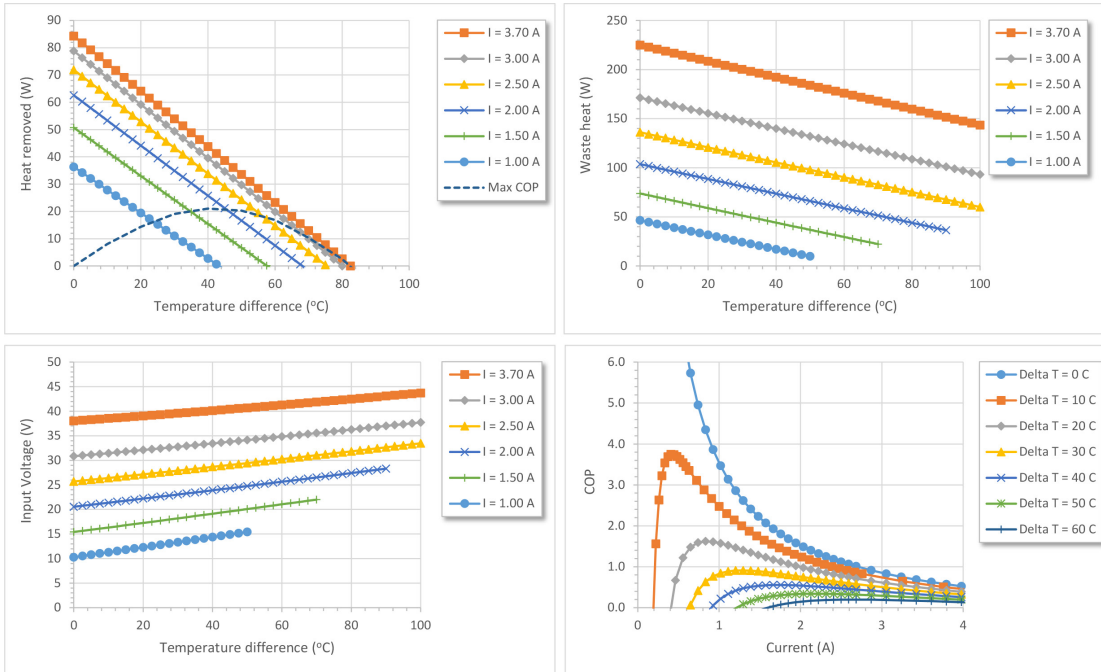 90
80
70
60
50
40
30
20
10
0
Heat removed (W)
0 20 40 60 80 100
Temperature difference (°C)
I = 3.70 A
I = 3.00 A
I = 2.50 A
I = 2.00 A
I = 1.50 A
I = 1.00 A
Max COP
250
200
150
100
50
0
Waste heat (W)
0 20 40 60 80 100
Temperature difference (°C)
I = 3.70 A
I = 3.00 A
I = 2.50 A
I = 2.00 A
I = 1.50 A
I = 1.00 A
50
45
40
35
30
25
20
15
10
5
0
Input Voltage (V)
0 20 40 60 80 100
Temperature difference (°C)
I = 3.70 A
I = 3.00 A
I = 2.50 A
I = 2.00 A
I = 1.50 A
I = 1.00 A
6.0
5.0
4.0
3.0
2.0
1.0
0.0
COP
0 1 2 3 4
Current (A)
Delta T = 0 C
Delta T = 10 C
Delta T = 20 C
Delta T = 30 C
Delta T = 40 C
Delta T = 50 C
Delta T = 60 C